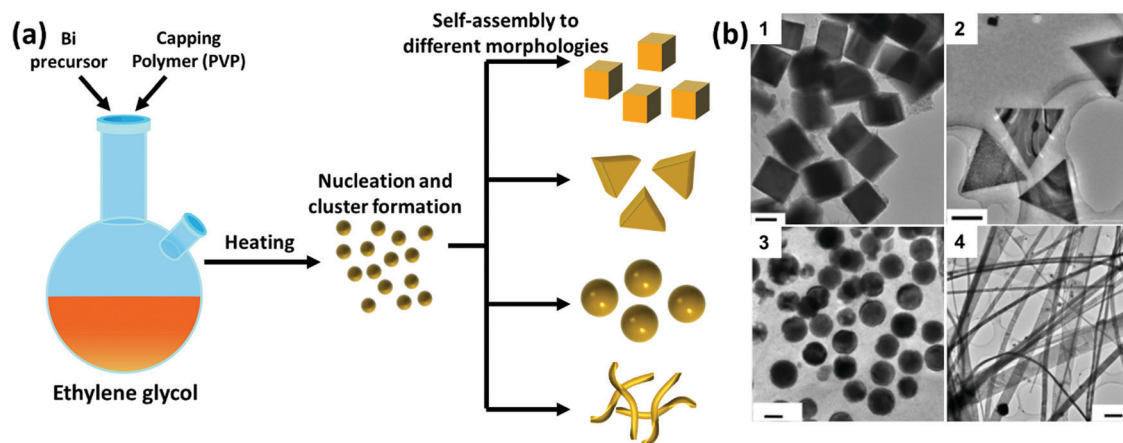 (a)
Bi
precursor
Capping
Polymer (PVP)
Ethylene glycol
Heating
Nucleation and
cluster formation
Self-assembly to
different morphologies
(b)
1
2
3
4